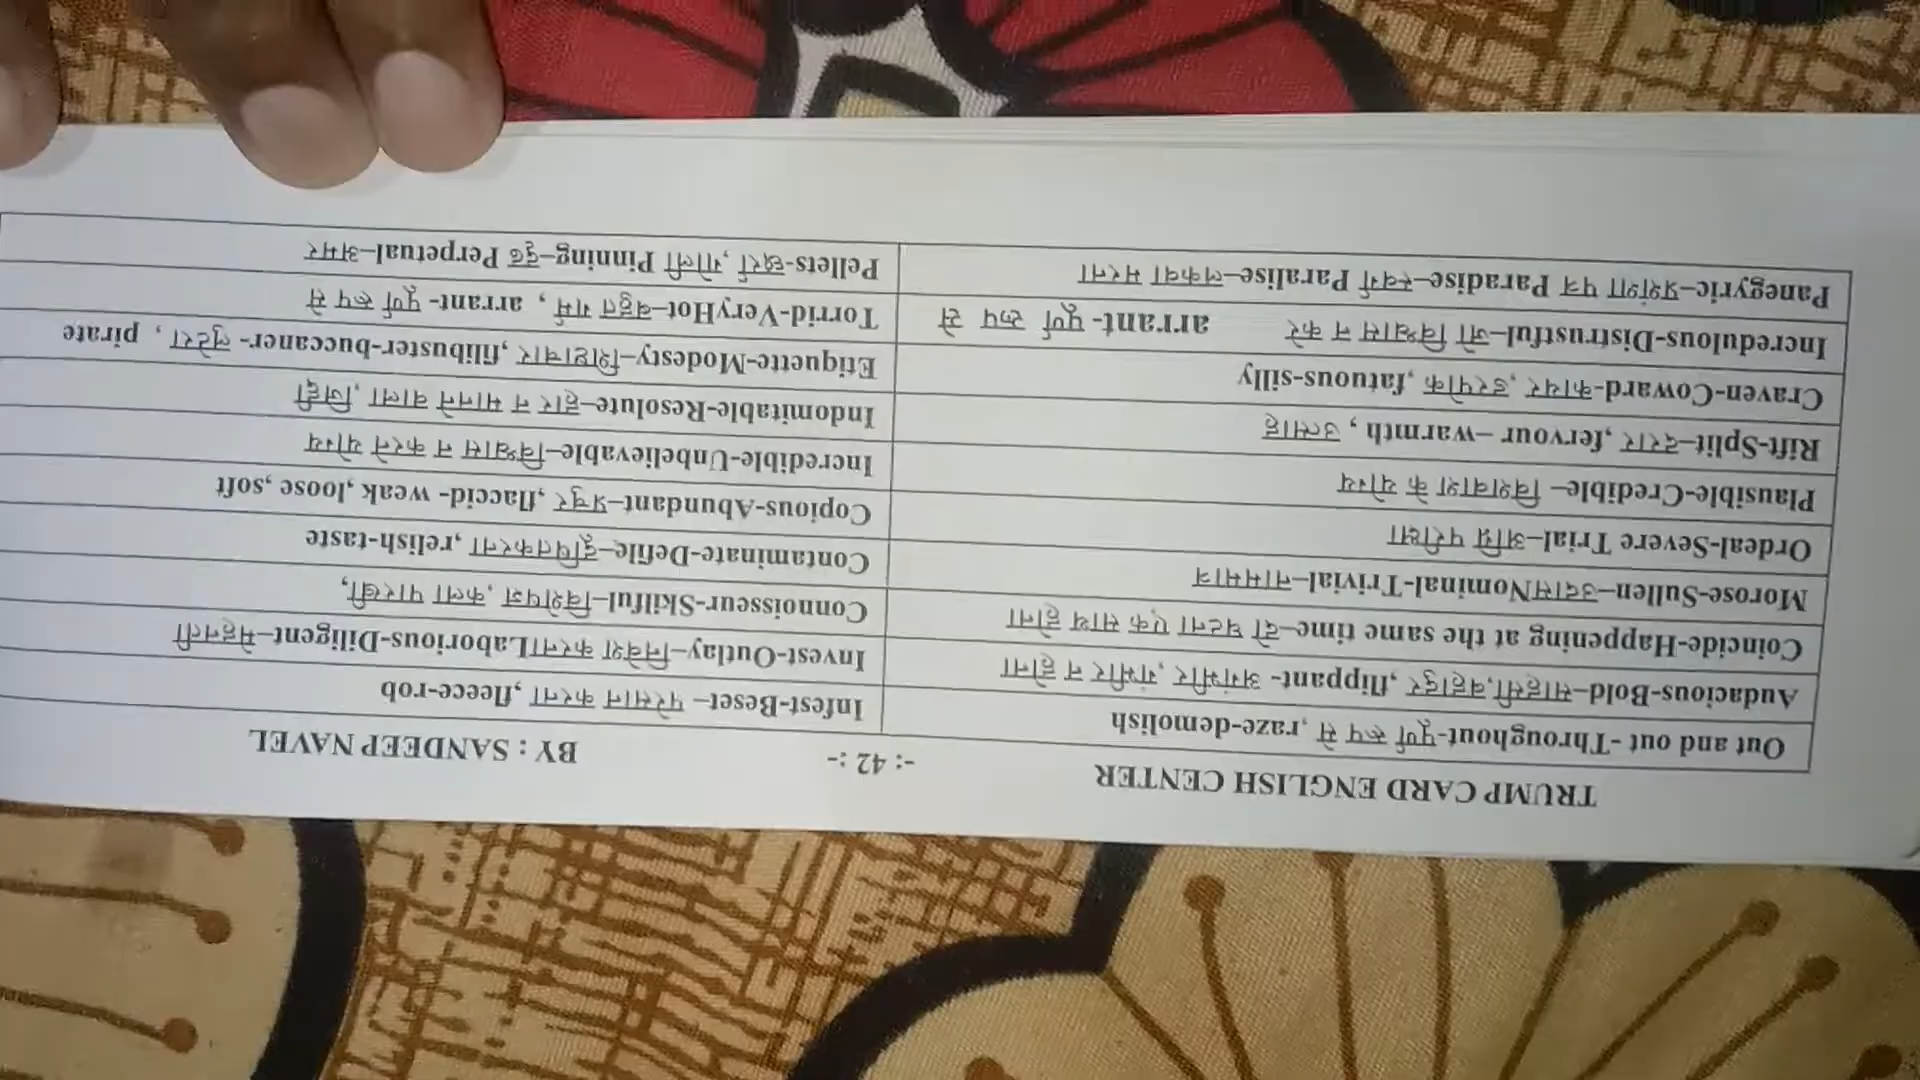 TRUMP CARD ENGLISH CENTER -: 42 :- BY : SANDEEP NAVEL
Out and out -Throughout-पूर्ण रूप से ,raze-demolish
Infest-Beset– परेसान करना ,fleece-rob
Audacious-Bold–साहसी,बहादुर ,flippant- अगंभीर ,गंभीर न होना
Invest-Outlay–निवेश करनाLaborious-Diligent–मेहनती
Coincide-Happening at the same time–दो घटना एक साथ होना
Connoisseur-Skilful–विशेषज्ञ ,कला पारखी,
Morose-Sullen–उदासNominal-Trivial–नाममात्र
Contaminate-Defile–दूषितकरना ,relish-taste
Ordeal-Severe Trial–अग्नि परीक्षा
Copious-Abundant–प्रचुर ,flaccid- weak ,loose ,soft
Plausible-Credible– विशवाश के योग्य
Incredible-Unbelievable–विश्वास न करने योग्य
Rift-Split–दरार ,fervour –warmth , उत्साह
Indomitable-Resolute–हार न मानने वाला ,जिद्दी
Craven-Coward-कायर ,डरपोक ,fatuous-silly
Etiquette-Modesty–शिष्टाचार ,filibuster-buccaner- लुटेरा , pirate
Incredulous-Distrustful–जो विश्वास न करे arrant- पूर्ण रूप से
Torrid-VeryHot–बहुत गर्म , arrant- पूर्ण रूप से
Panegyric–प्रशंशा पत्र Paradise–स्वर्ग Paralise–लकवा मरना
Pellets-छर्रा ,गोली Pinning–दृढ Perpetual–अमर